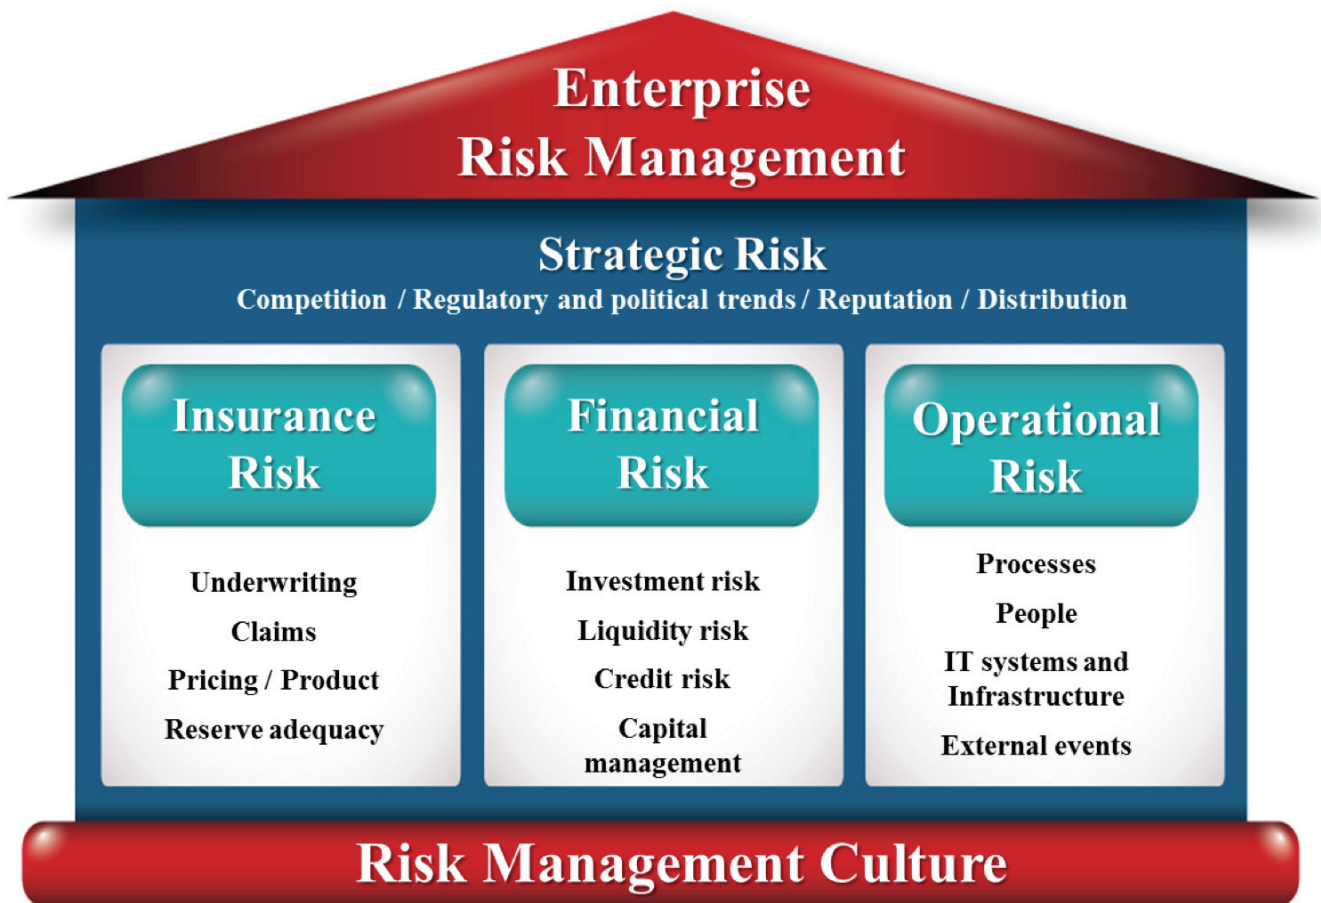 Enterprise
Risk Management
Strategic Risk
Competition / Regulatory and political trends / Reputation / Distribution
Insurance
Risk
Underwriting
Claims
Pricing / Product
Reserve adequacy
Financial
Risk
Investment risk
Liquidity risk
Credit risk
Capital
management
Operational
Risk
Processes
People
IT systems and
Infrastructure
External events
Risk Management Culture